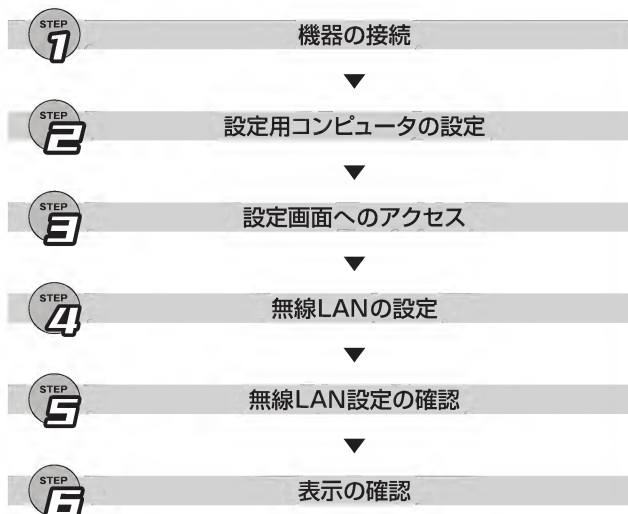 STEP 1 機器の接続
▼
STEP 2 設定用コンピュータの設定
▼
STEP 3 設定画面へのアクセス
▼
STEP 4 無線LANの設定
▼
STEP 5 無線LAN設定の確認
▼
STEP 6 表示の確認